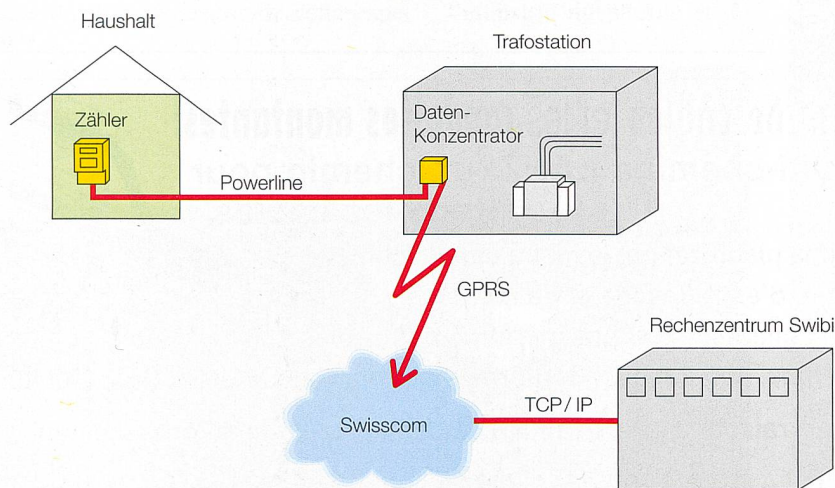 Haushalt
Trafostation
Zähler
Daten-
Konzentrator
Powerline
GPRS
Rechenzentrum Swibi
Swisscom
TCP / IP